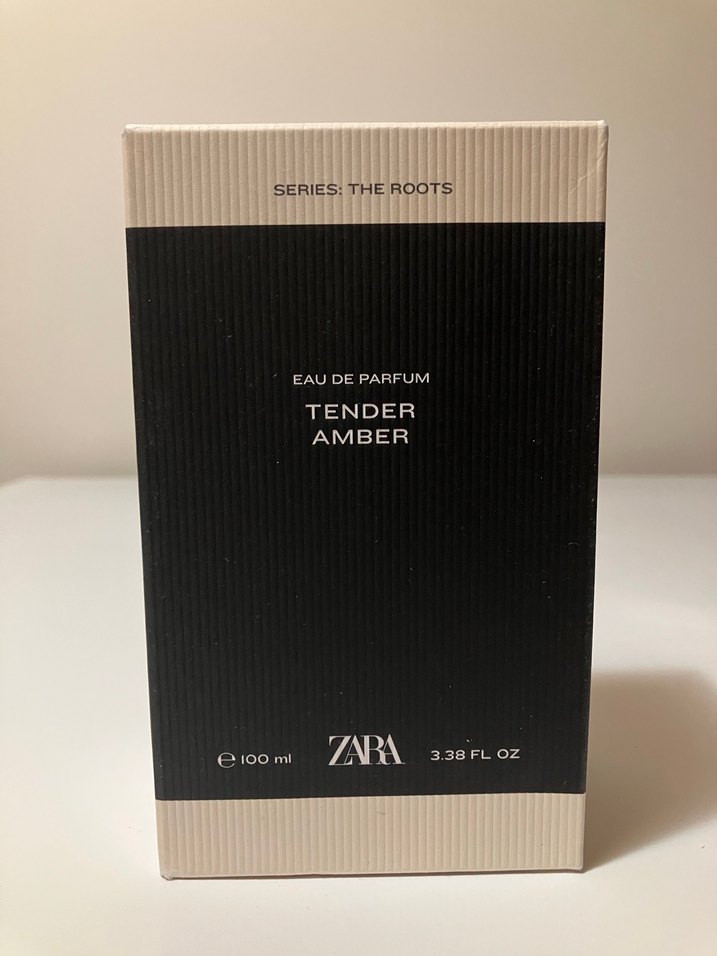 SERIES: THE ROOTS
EAU DE PARFUM
TENDER
AMBER
℮ 100 ml ZARA 3.38 FL OZ